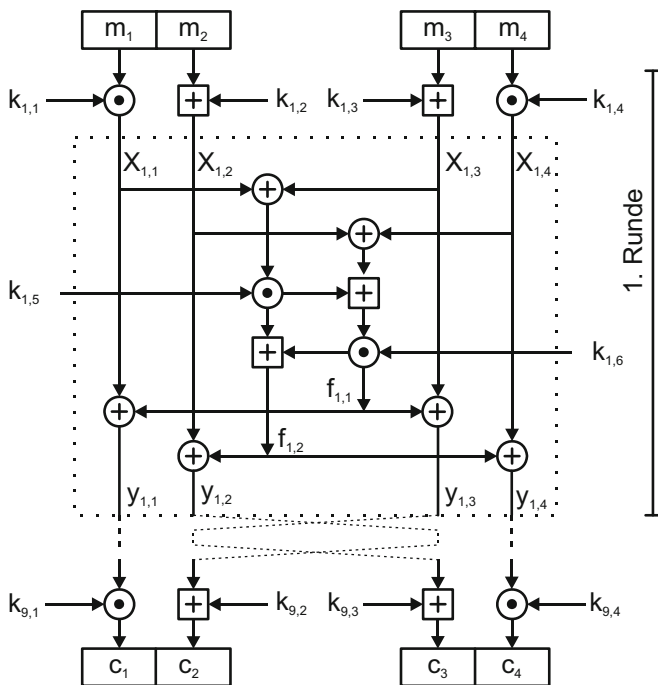 m₁ m₂ m₃ m₄
k₁,₁ k₁,₂ k₁,₃ k₁,₄
X₁,₁ X₁,₂ X₁,₃ X₁,₄
1. Runde
k₁,₅
k₁,₆
f₁,₁
f₁,₂
y₁,₁ y₁,₂ y₁,₃ y₁,₄
k₉,₁ k₉,₂ k₉,₃ k₉,₄
c₁ c₂ c₃ c₄